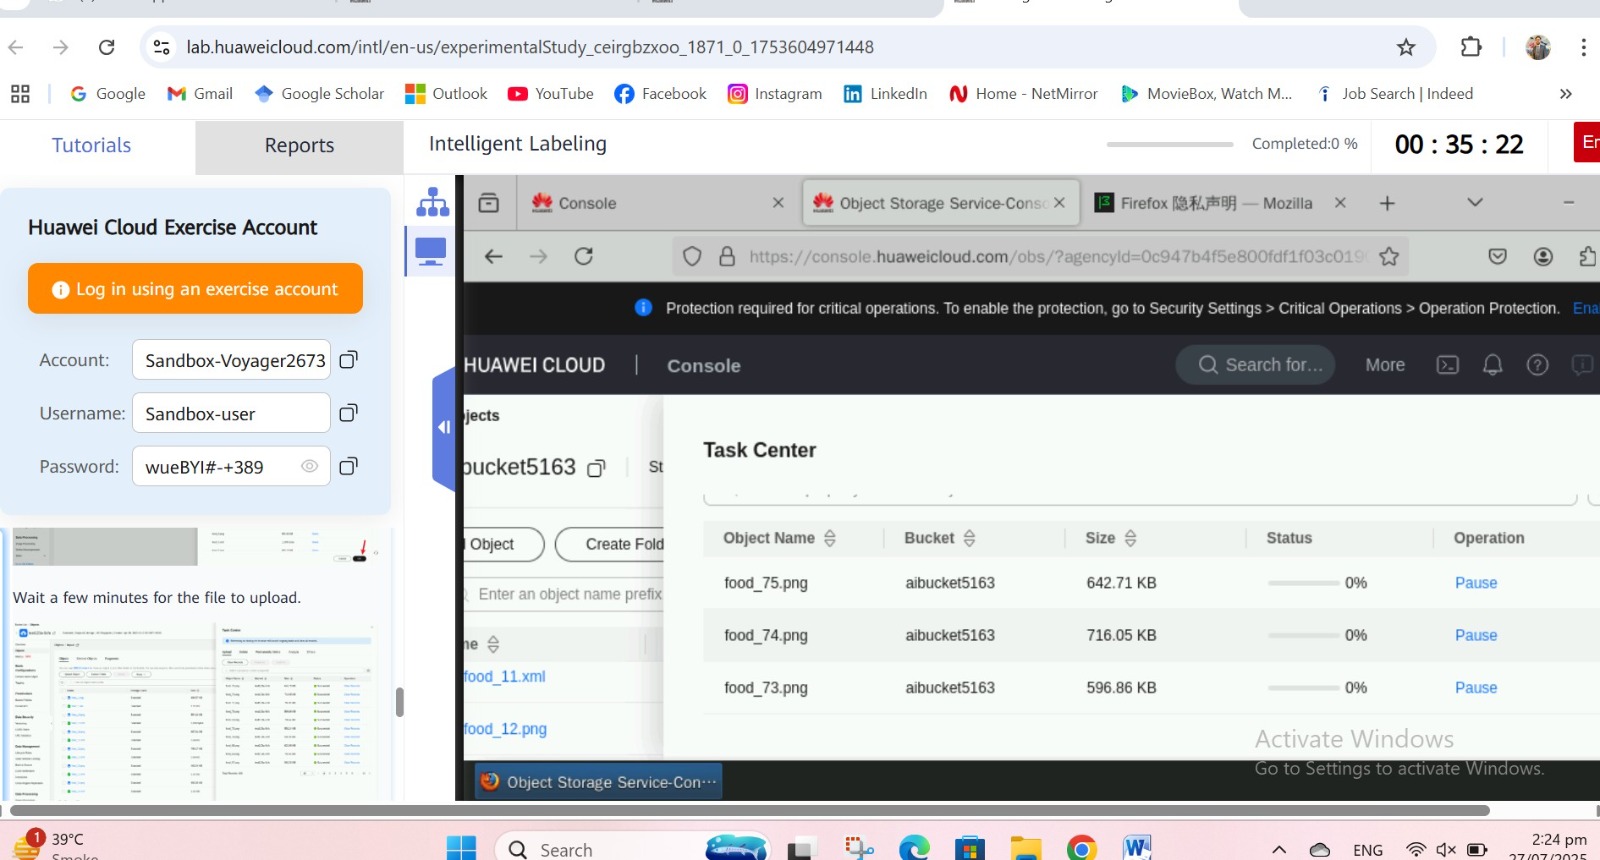 lab.huaweicloud.com/intl/en-us/experimentalStudy_ceirgbzxoo_1871_0_1753604971448
Google
Gmail
Google Scholar
Outlook
YouTube
Facebook
Instagram
LinkedIn
Home - NetMirror
MovieBox, Watch M...
Job Search | Indeed
»
Tutorials
Reports
Intelligent Labeling
Completed:0 %
00 : 35 : 22
Huawei Cloud Exercise Account
Log in using an exercise account
Account: Sandbox-Voyager2673
Username: Sandbox-user
Password: wueBYI#-+389
Wait a few minutes for the file to upload.
Console
Object Storage Service-Conso
Firefox 隐私声明 — Mozilla
https://console.huaweicloud.com/obs/?agencyId=0c947b4f5e800fdf1f03c019
Protection required for critical operations. To enable the protection, go to Security Settings > Critical Operations > Operation Protection. Ena
HUAWEI CLOUD | Console
Search for...
More
jects
bucket5163
St
Object
Create Fold
Enter an object name prefix
me
food_11.xml
food_12.png
Task Center
Object Name Bucket Size Status Operation
food_75.png aibucket5163 642.71 KB 0% Pause
food_74.png aibucket5163 716.05 KB 0% Pause
food_73.png aibucket5163 596.86 KB 0% Pause
Activate Windows
Go to Settings to activate Windows.
Object Storage Service-Con···
1
39°C
Smoke
Search
ENG
2:24 pm
27/07/2025